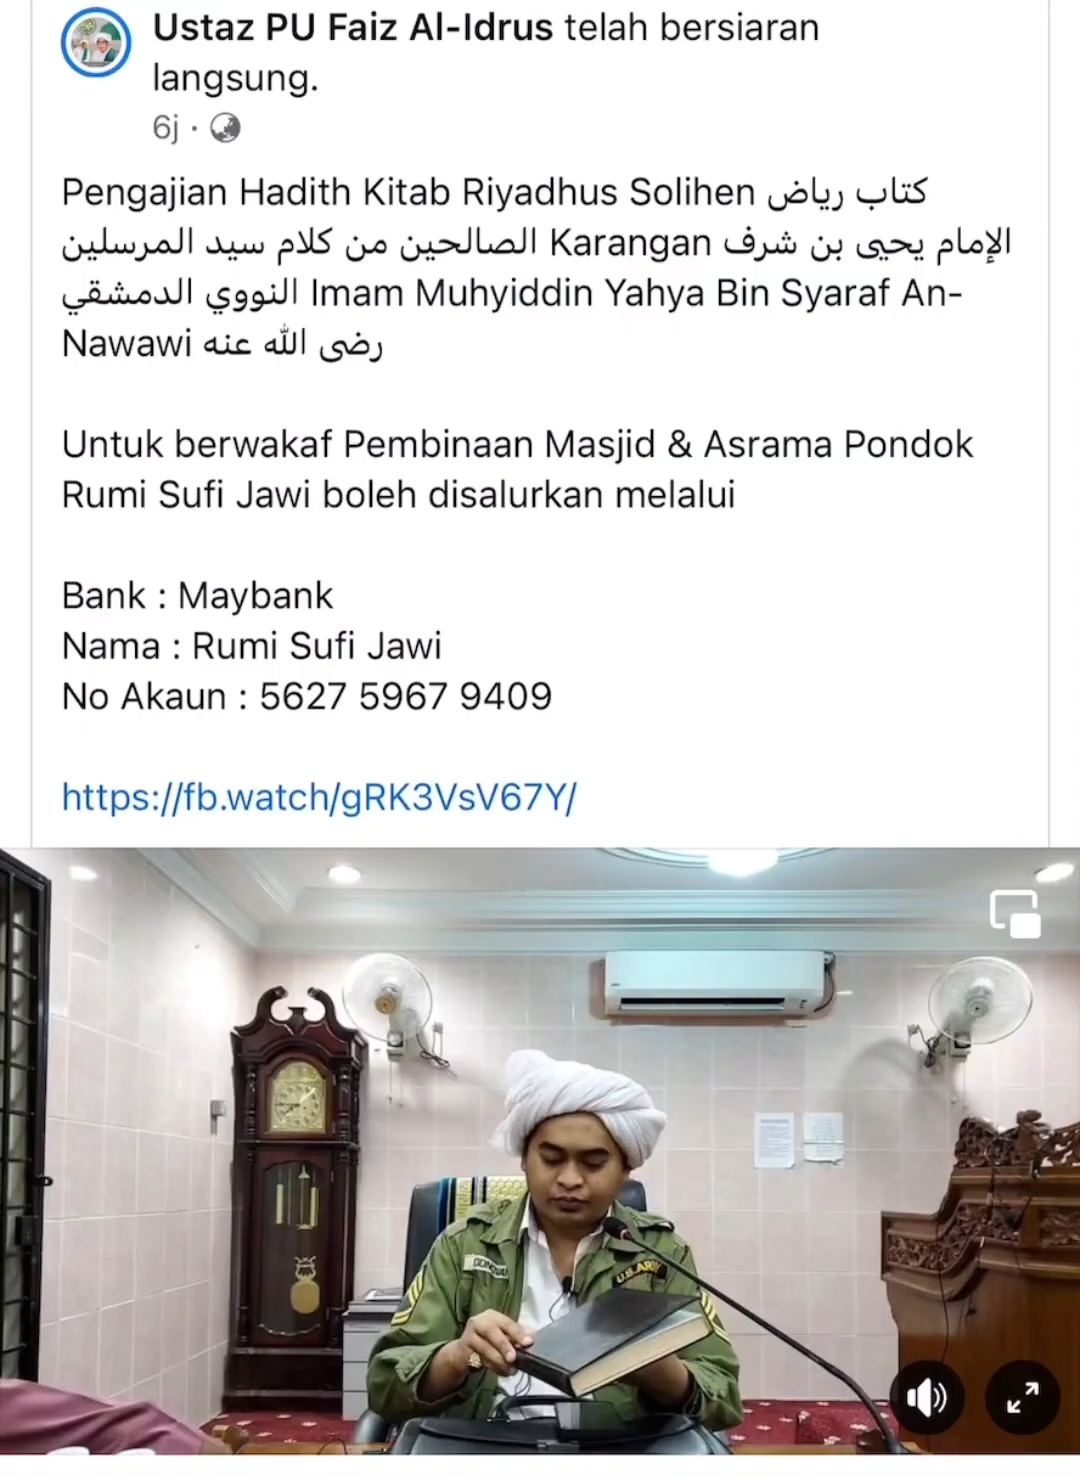 Ustaz PU Faiz Al-Idrus telah bersiaran
langsung.
6j ·
Pengajian Hadith Kitab Riyadhus Solihen كتاب رياض
الصالحين من كلام سيد المرسلين Karangan الإمام يحيى بن شرف
النووي الدمشقي Imam Muhyiddin Yahya Bin Syaraf An-
Nawawi رضى الله عنه
Untuk berwakaf Pembinaan Masjid & Asrama Pondok
Rumi Sufi Jawi boleh disalurkan melalui
Bank : Maybank
Nama : Rumi Sufi Jawi
No Akaun : 5627 5967 9409
https://fb.watch/gRK3VsV67Y/
U.S. ARMY